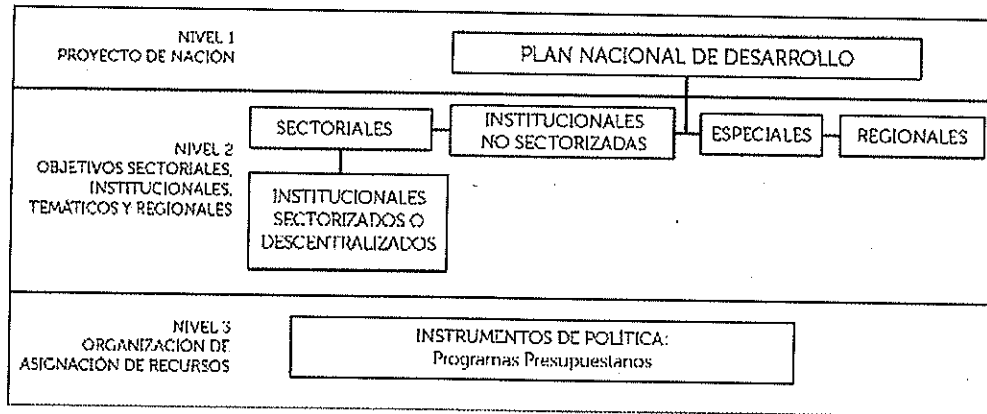 NIVEL 1
PROYECTO DE NACIÓN
PLAN NACIONAL DE DESARROLLO
NIVEL 2
OBJETIVOS SECTORIALES,
INSTITUCIONALES,
TEMÁTICOS Y REGIONALES
SECTORIALES
INSTITUCIONALES
NO SECTORIZADAS
ESPECIALES
REGIONALES
INSTITUCIONALES
SECTORIZADOS O
DESCENTRALIZADOS
NIVEL 3
ORGANIZACIÓN DE
ASIGNACIÓN DE RECURSOS
INSTRUMENTOS DE POLÍTICA:
Programas Presupuestarios